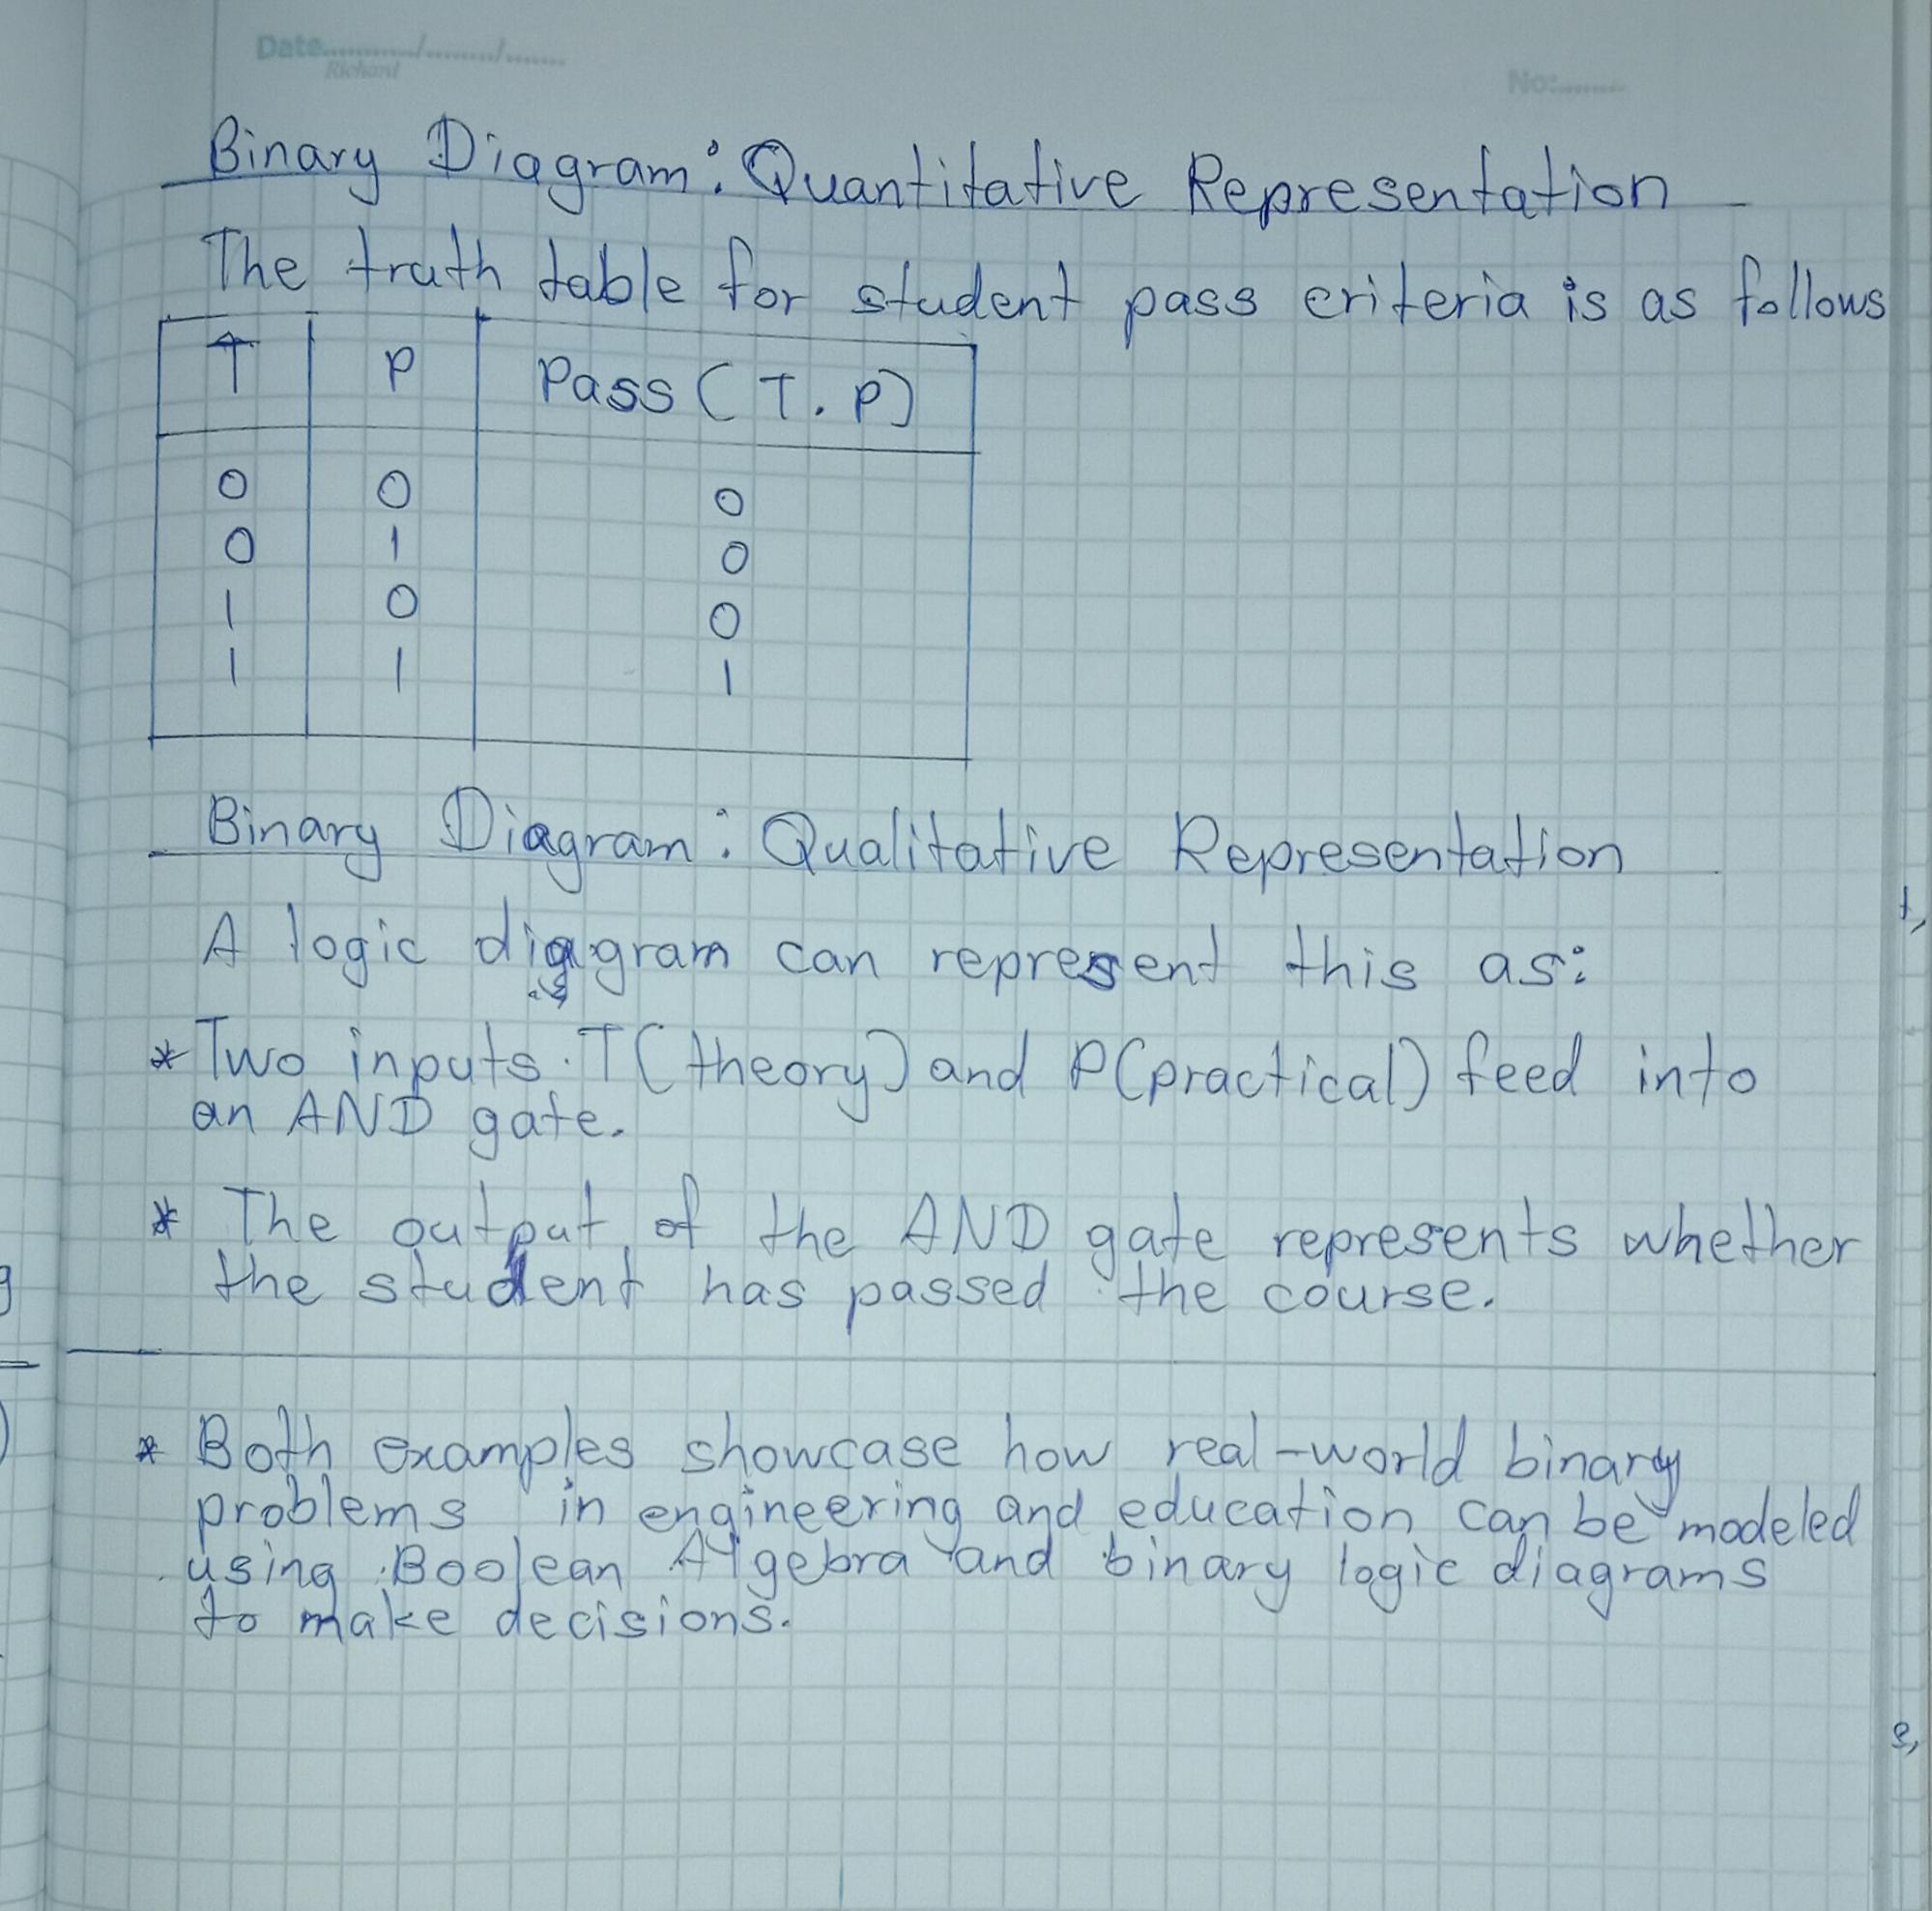 Date........../......../.......
Richard
No:........
Binary Diagram: Quantitative Representation
The truth table for student pass criteria is as follows
T P Pass (T.P)
0 0 0
0 1 0
1 0 0
1 1 1
Binary Diagram: Qualitative Representation
A logic diagram can represent this as:
* Two inputs. T(theory) and P(practical) feed into
an AND gate.
* The output of the AND gate represents whether
the student has passed the course.
* Both examples showcase how real-world binary
problems in engineering and education can be modeled
using Boolean Algebra and binary logic diagrams
to make decisions.